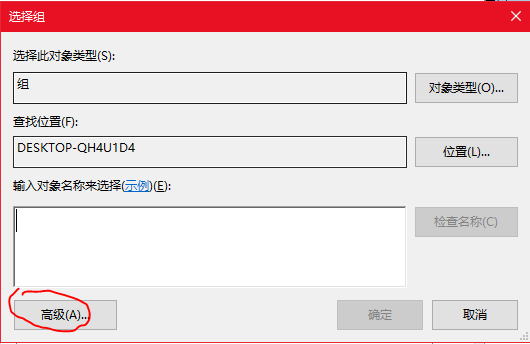 选择组
选择此对象类型(S):
组
对象类型(O)...
查找位置(F):
DESKTOP-QH4U1D4
位置(L)...
输入对象名称来选择(示例)(E):
检查名称(C)
高级(A)...
确定
取消